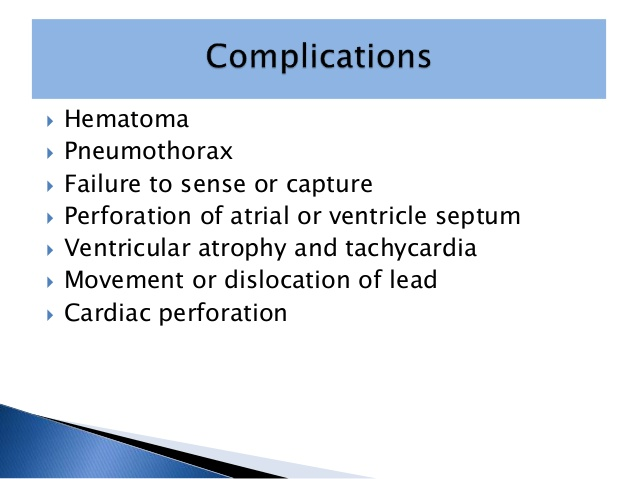 Complications
Hematoma
Pneumothorax
Failure to sense or capture
Perforation of atrial or ventricle septum
Ventricular atrophy and tachycardia
Movement or dislocation of lead
Cardiac perforation